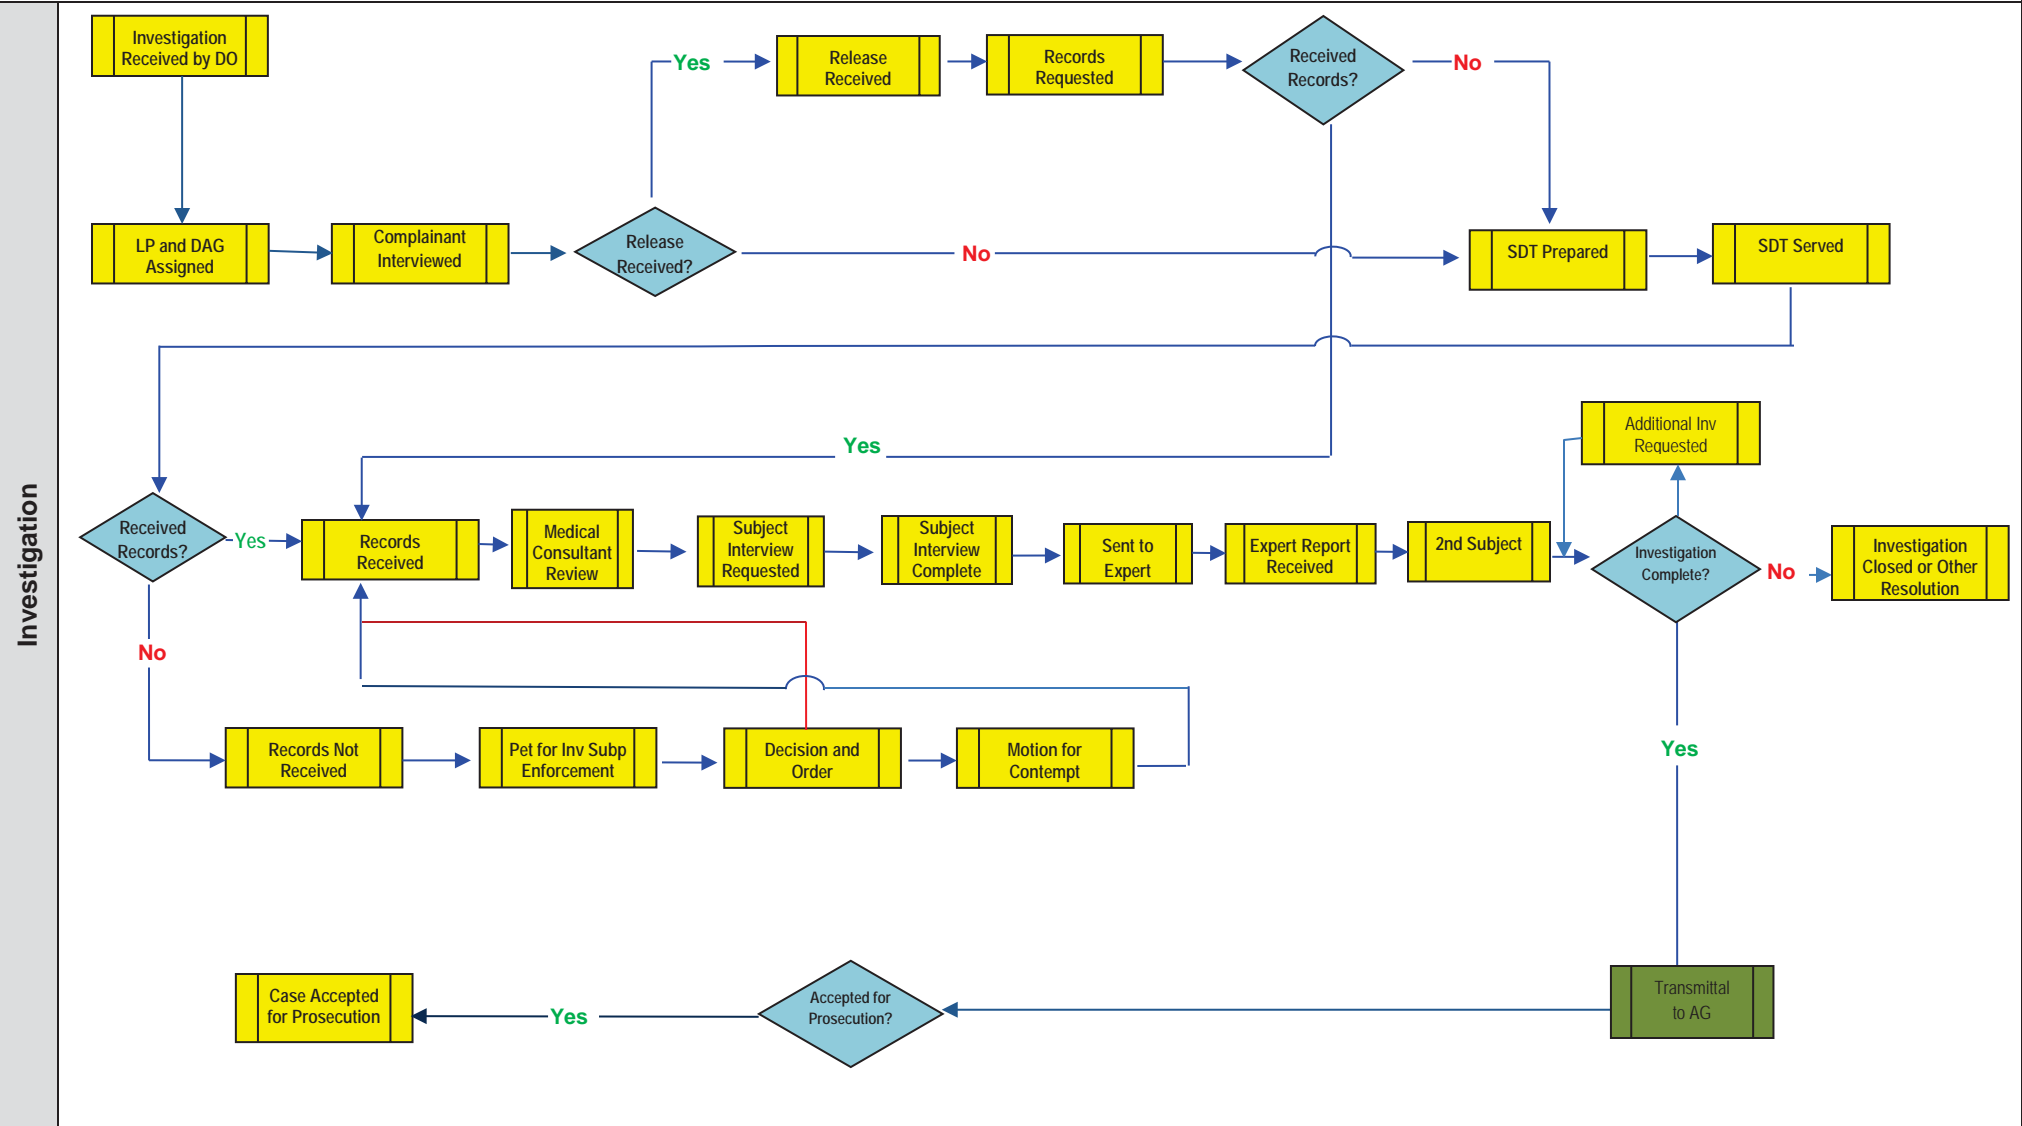 Investigation
Investigation
Received by DO
Yes
Release
Received
Records
Requested
Received
Records?
No
LP and DAG
Assigned
Complainant
Interviewed
Release
Received?
No
SDT Prepared
SDT Served
Yes
Additional Inv
Requested
Received
Records?
Yes
Records
Received
Medical
Consultant
Review
Subject
Interview
Requested
Subject
Interview
Complete
Sent to
Expert
Expert Report
Received
2nd Subject
Investigation
Complete?
No
Investigation
Closed or Other
Resolution
No
Records Not
Received
Pet for Inv Subp
Enforcement
Decision and
Order
Motion for
Contempt
Yes
Case Accepted
for Prosecution
Yes
Accepted for
Prosecution?
Transmittal
to AG